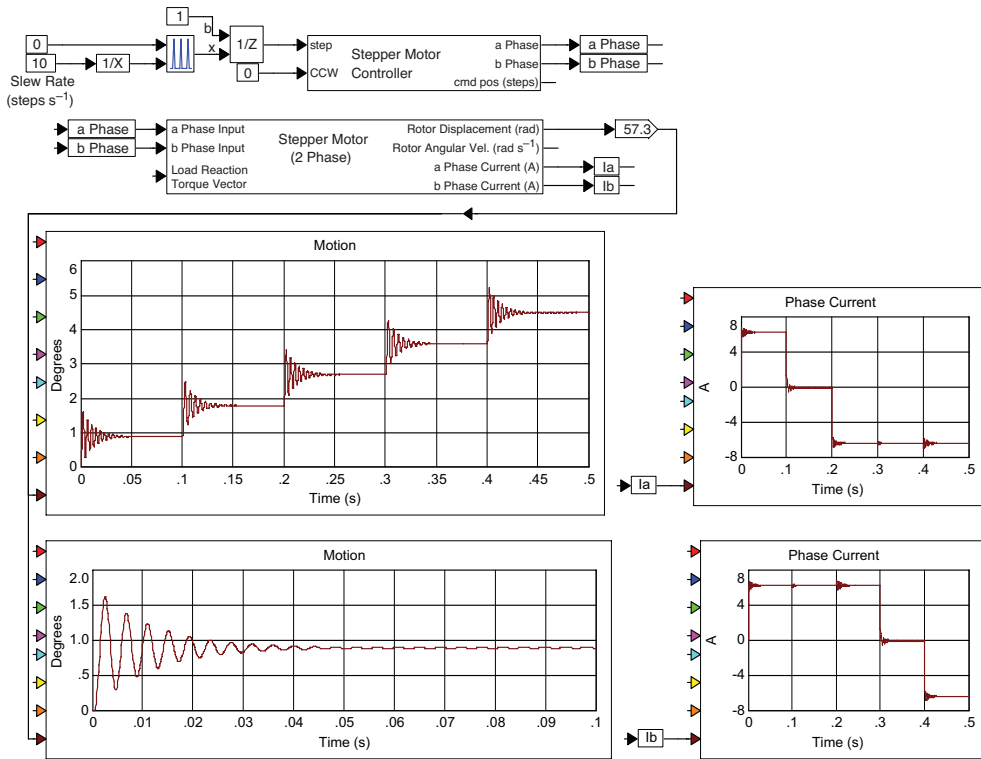 1
b
0
10
1/X
x
1/Z
0
Slew Rate
(steps s⁻¹)
step
CCW
Stepper Motor
Controller
a Phase
b Phase
cmd pos (steps)
a Phase
b Phase
a Phase
b Phase
a Phase Input
b Phase Input
Load Reaction
Torque Vector
Stepper Motor
(2 Phase)
Rotor Displacement (rad)
Rotor Angular Vel. (rad s⁻¹)
a Phase Current (A)
b Phase Current (A)
57.3
Ia
Ib
Motion
Degrees
6
5
4
3
2
1
0
0 .05 .1 .15 .2 .25 .3 .35 .4 .45 .5
Time (s)
Ia
Phase Current
A
8
4
0
-4
-8
0 .1 .2 .3 .4 .5
Time (s)
Motion
Degrees
2.0
1.5
1.0
.5
0
0 .01 .02 .03 .04 .05 .06 .07 .08 .09 .1
Time (s)
Ib
Phase Current
A
8
4
0
-4
-8
0 .1 .2 .3 .4 .5
Time (s)